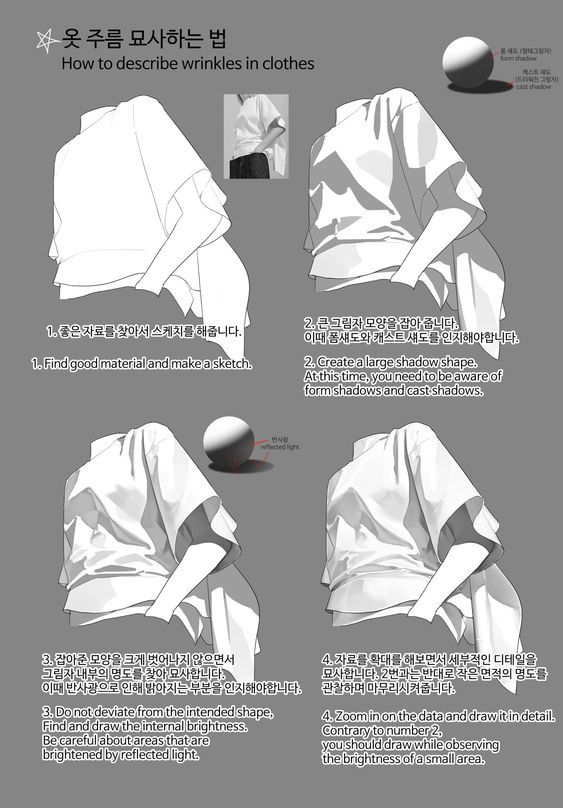 옷 주름 묘사하는 법
How to describe wrinkles in clothes
폼 섀도 (형태그림자)
form shadow
캐스트 섀도
(드리워진 그림자)
cast shadow
1. 좋은 자료를 찾아서 스케치를 해줍니다.
1. Find good material and make a sketch.
2. 큰 그림자 모양을 잡아 줍니다.
이때 폼섀도와 캐스트 섀도를 인지해야합니다.
2. Create a large shadow shape.
At this time, you need to be aware of
form shadows and cast shadows.
반사광
reflected light
3. 잡아준 모양을 크게 벗어나지 않으면서
그림자 내부의 명도를 찾아 묘사합니다.
이때 반사광으로 인해 밝아지는 부분을 인지해야합니다.
3. Do not deviate from the intended shape,
Find and draw the internal brightness.
Be careful about areas that are
brightened by reflected light.
4. 자료를 확대를 해보면서 세부적인 디테일을
묘사합니다. 2번과는 반대로 작은 면적의 명도를
관찰하며 마무리시켜줍니다.
4. Zoom in on the data and draw it in detail.
Contrary to number 2,
you should draw while observing
the brightness of a small area.